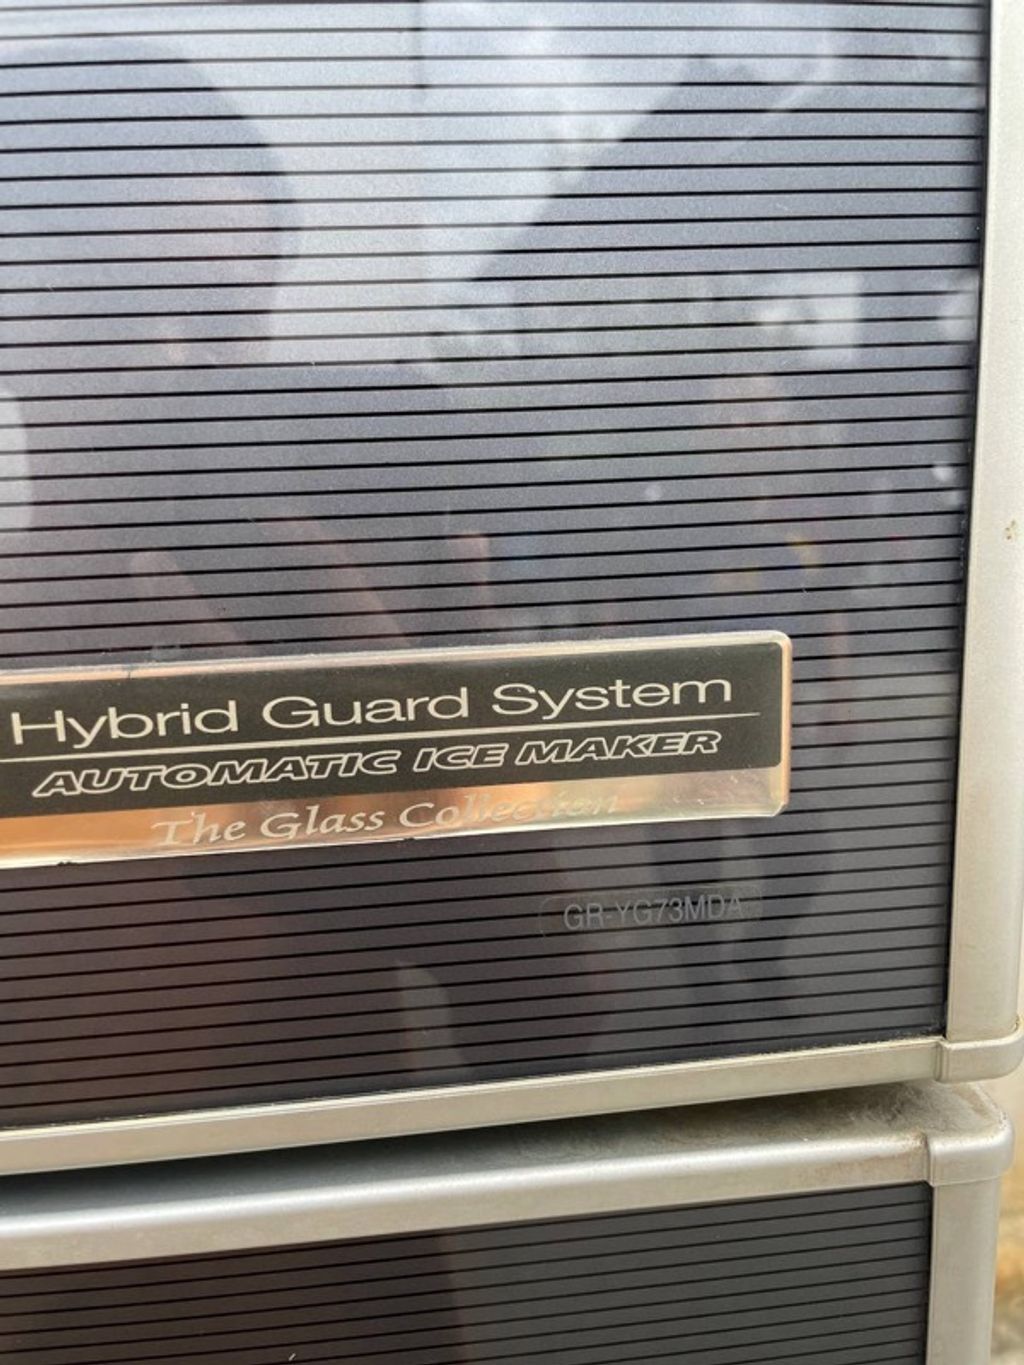 Hybrid Guard System
AUTOMATIC ICE MAKER
The Glass Collection
GR-YG73MDA